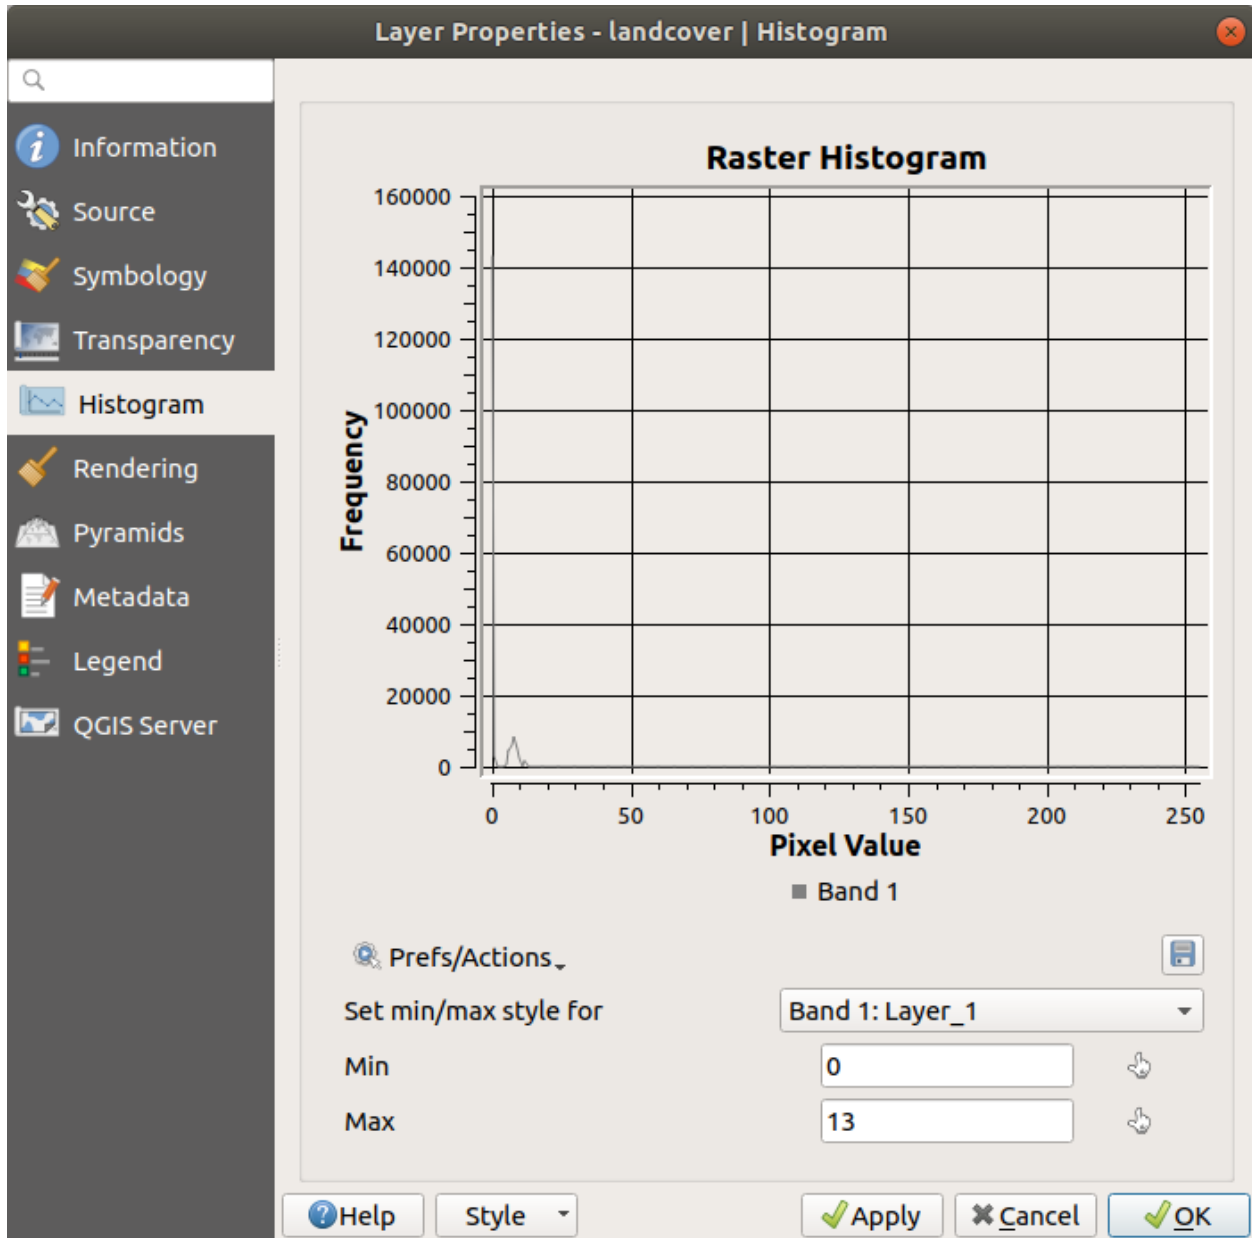 Layer Properties - landcover | Histogram
Information
Source
Symbology
Transparency
Histogram
Rendering
Pyramids
Metadata
Legend
QGIS Server
Raster Histogram
160000
140000
120000
100000
80000
60000
40000
20000
0
Frequency
0 50 100 150 200 250
Pixel Value
Band 1
Prefs/Actions
Set min/max style for Band 1: Layer_1
Min 0
Max 13
Help Style Apply Cancel OK